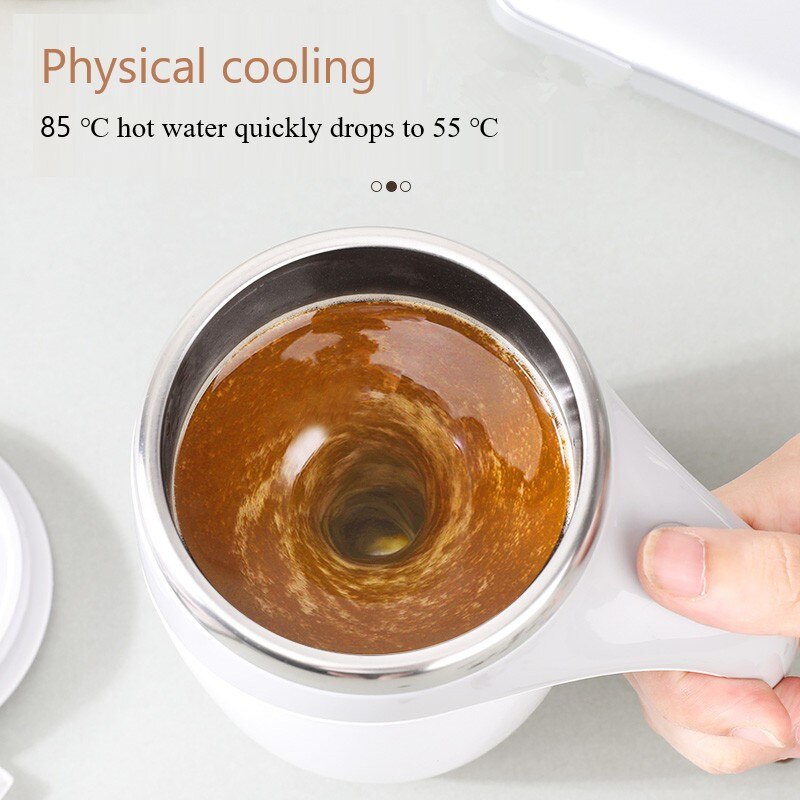 Physical cooling
85 ℃ hot water quickly drops to 55 ℃